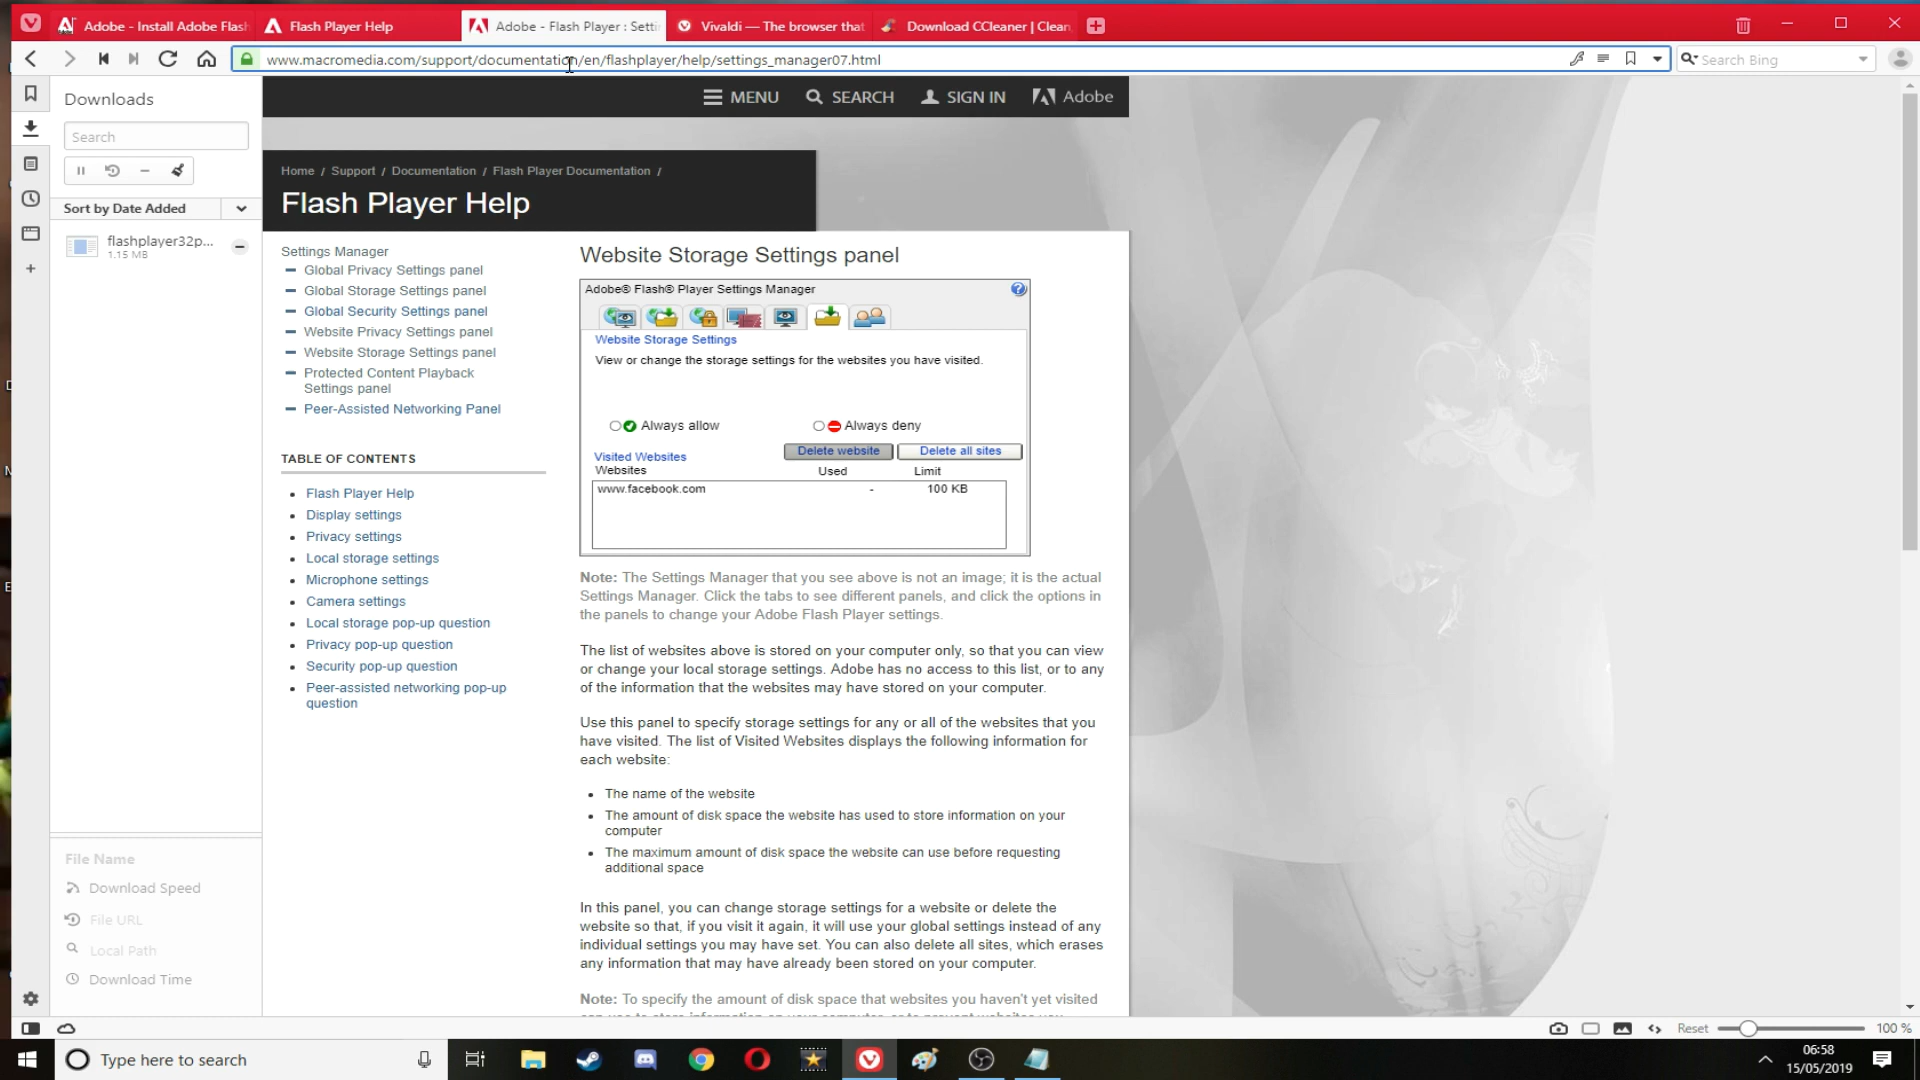 Adobe - Install Adobe Flash
Flash Player Help
Adobe - Flash Player : Setti
Vivaldi — The browser that
Download CCleaner | Clean
www.macromedia.com/support/documentation/en/flashplayer/help/settings_manager07.html
Search Bing
Downloads
Search
Sort by Date Added
flashplayer32p...
1.15 MB
File Name
Download Speed
File URL
Local Path
Download Time
MENU
SEARCH
SIGN IN
Adobe
Home / Support / Documentation / Flash Player Documentation /
Flash Player Help
Settings Manager
Global Privacy Settings panel
Global Storage Settings panel
Global Security Settings panel
Website Privacy Settings panel
Website Storage Settings panel
Protected Content Playback
Settings panel
Peer-Assisted Networking Panel
TABLE OF CONTENTS
Flash Player Help
Display settings
Privacy settings
Local storage settings
Microphone settings
Camera settings
Local storage pop-up question
Privacy pop-up question
Security pop-up question
Peer-assisted networking pop-up
question
Website Storage Settings panel
Adobe® Flash® Player Settings Manager
Website Storage Settings
View or change the storage settings for the websites you have visited.
Always allow
Always deny
Delete website
Delete all sites
Visited Websites
Websites Used Limit
www.facebook.com - 100 KB
Note: The Settings Manager that you see above is not an image; it is the actual
Settings Manager. Click the tabs to see different panels, and click the options in
the panels to change your Adobe Flash Player settings.
The list of websites above is stored on your computer only, so that you can view
or change your local storage settings. Adobe has no access to this list, or to any
of the information that the websites may have stored on your computer.
Use this panel to specify storage settings for any or all of the websites that you
have visited. The list of Visited Websites displays the following information for
each website:
The name of the website
The amount of disk space the website has used to store information on your
computer
The maximum amount of disk space the website can use before requesting
additional space
In this panel, you can change storage settings for a website or delete the
website so that, if you visit it again, it will use your global settings instead of any
individual settings you may have set. You can also delete all sites, which erases
any information that may have already been stored on your computer.
Note: To specify the amount of disk space that websites you haven't yet visited
Reset
100 %
Type here to search
06:58
15/05/2019